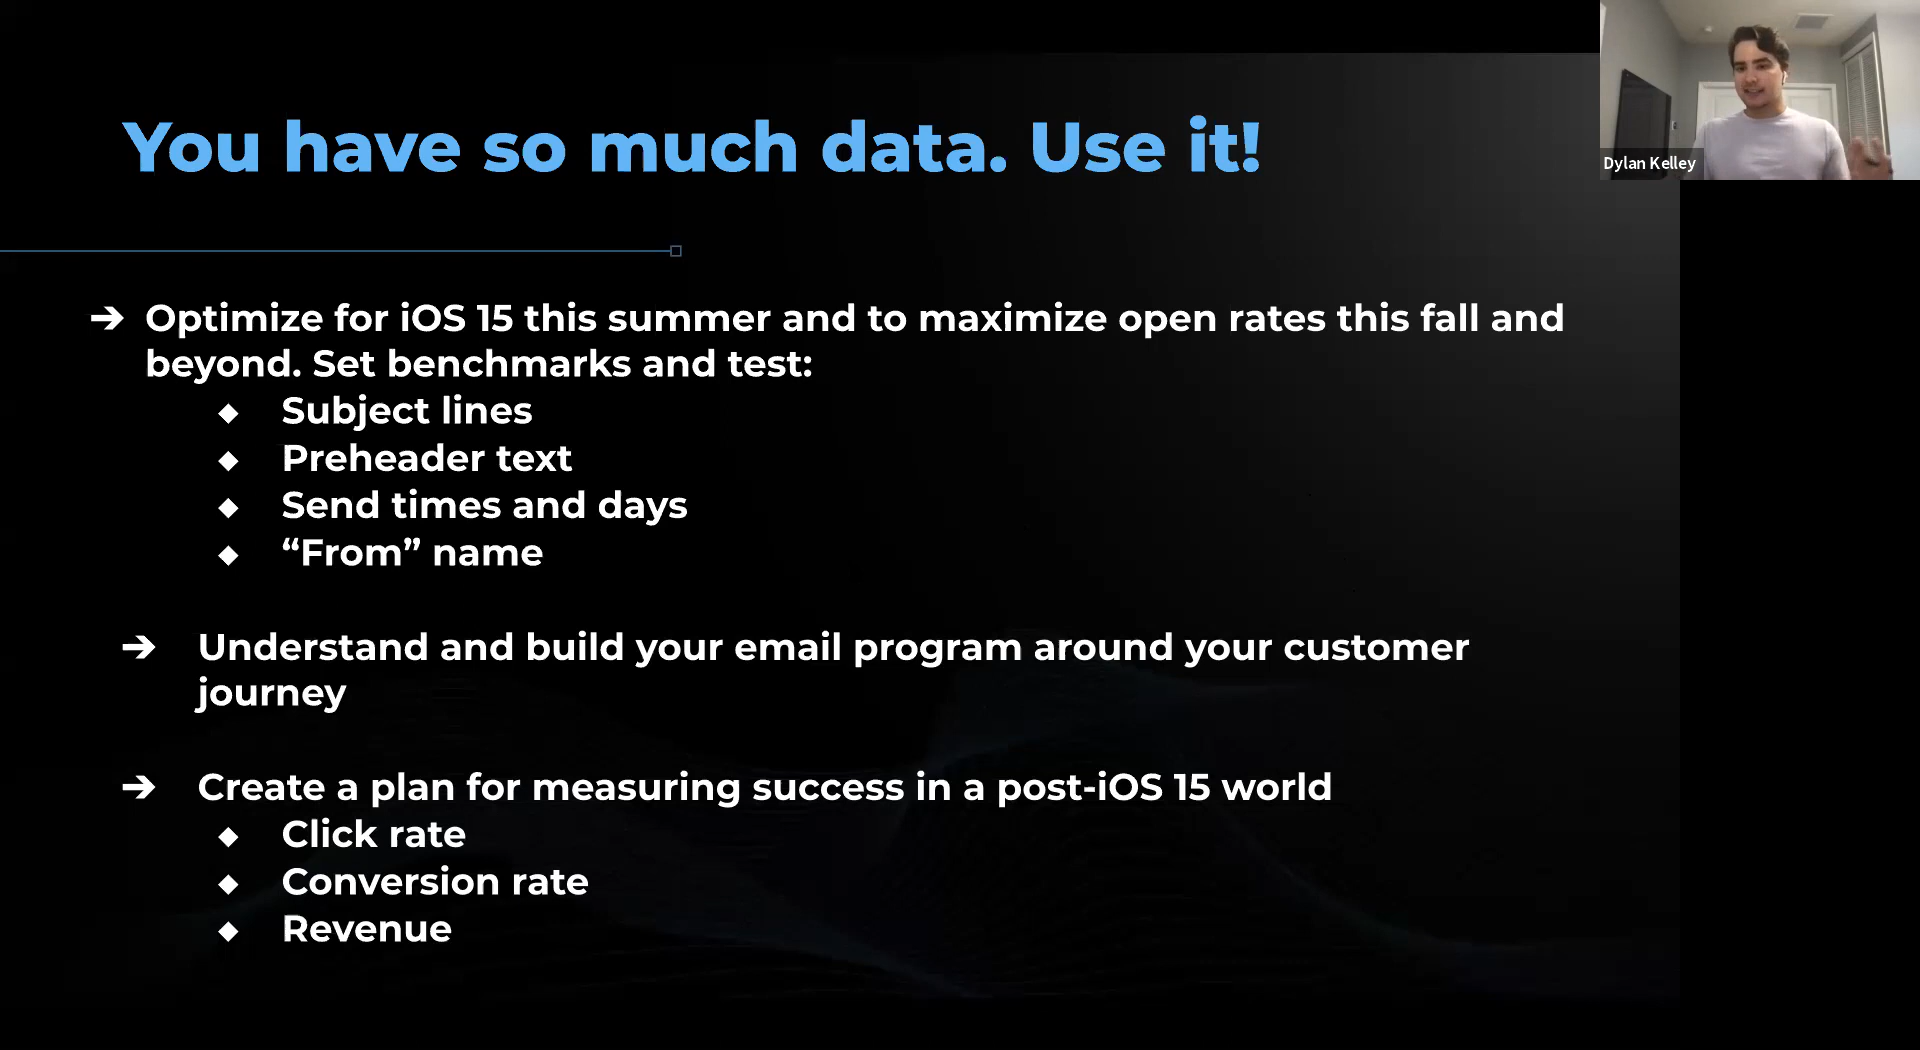 You have so much data. Use it!
Dylan Kelley
➔ Optimize for iOS 15 this summer and to maximize open rates this fall and
beyond. Set benchmarks and test:
◆ Subject lines
◆ Preheader text
◆ Send times and days
◆ “From” name
➔ Understand and build your email program around your customer
journey
➔ Create a plan for measuring success in a post-iOS 15 world
◆ Click rate
◆ Conversion rate
◆ Revenue